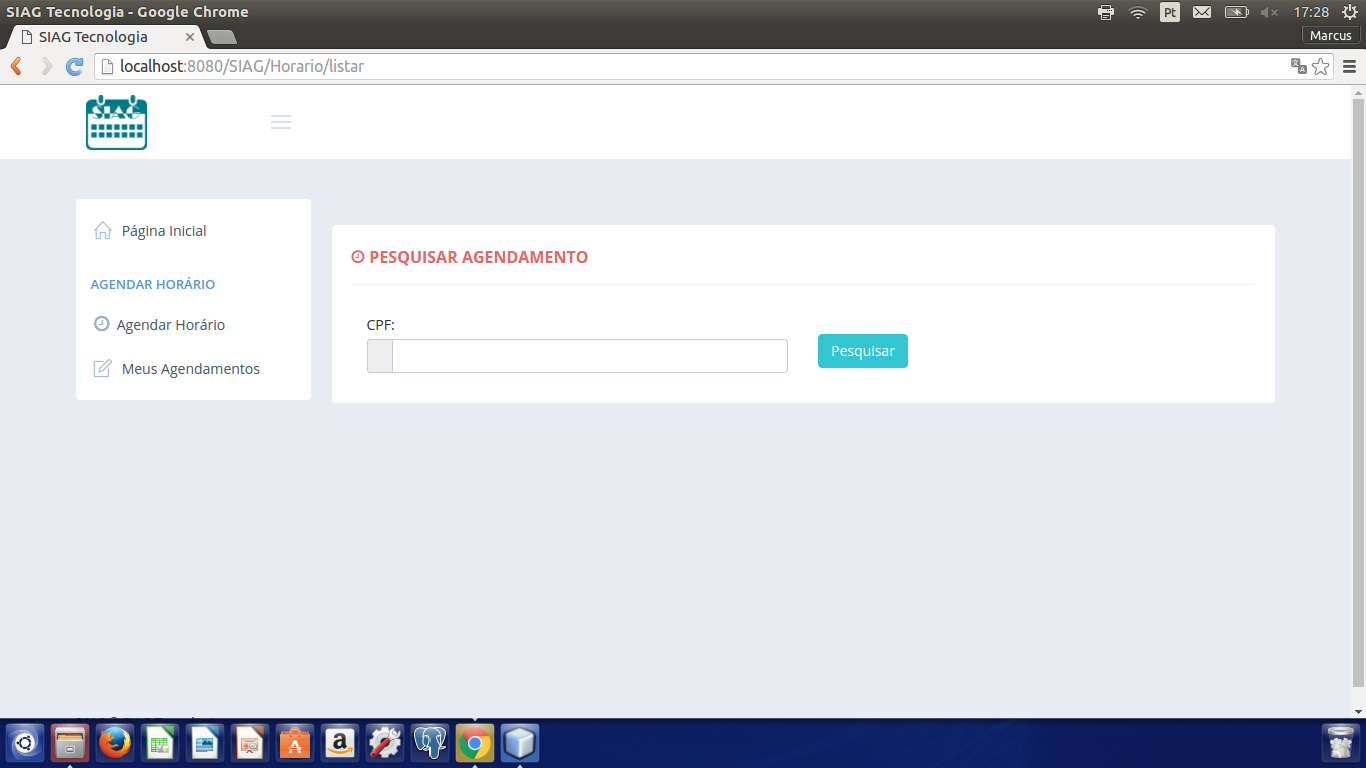 SIAG Tecnologia - Google Chrome
Pt
17:28
SIAG Tecnologia
Marcus
localhost:8080/SIAG/Horario/listar
SIAG
Página Inicial
PESQUISAR AGENDAMENTO
AGENDAR HORÁRIO
CPF:
Agendar Horário
Pesquisar
Meus Agendamentos